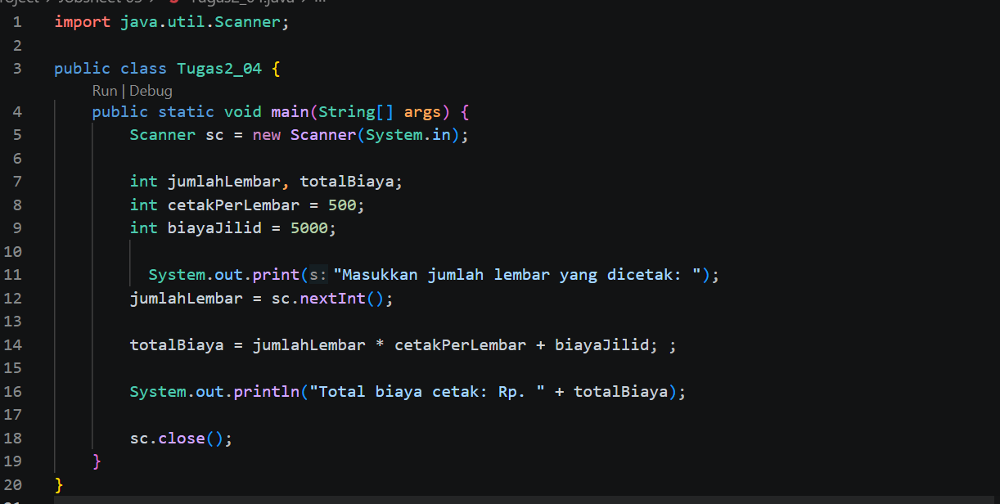 Tugas2_04.java > ...
1 import java.util.Scanner;
2
3 public class Tugas2_04 {
Run | Debug
4 public static void main(String[] args) {
5 Scanner sc = new Scanner(System.in);
6
7 int jumlahLembar, totalBiaya;
8 int cetakPerLembar = 500;
9 int biayaJilid = 5000;
10
11 System.out.print(s: "Masukkan jumlah lembar yang dicetak: ");
12 jumlahLembar = sc.nextInt();
13
14 totalBiaya = jumlahLembar * cetakPerLembar + biayaJilid; ;
15
16 System.out.println("Total biaya cetak: Rp. " + totalBiaya);
17
18 sc.close();
19 }
20 }